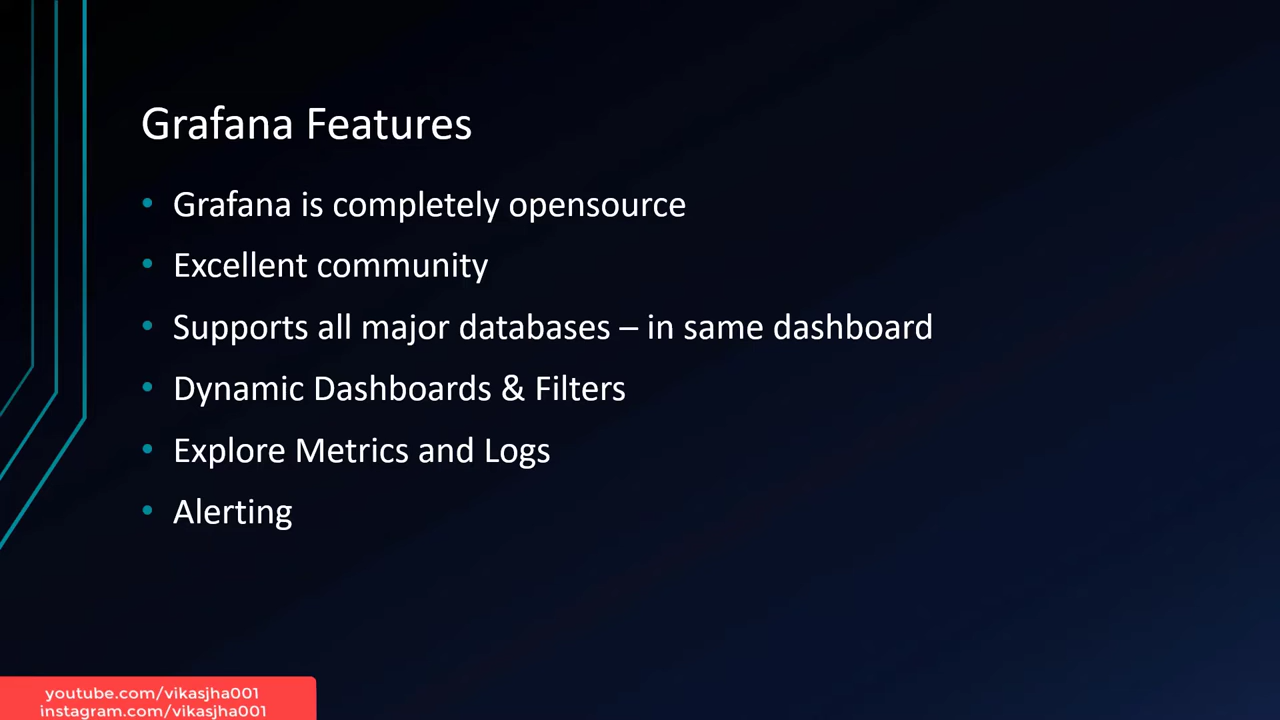 Grafana Features
• Grafana is completely opensource
• Excellent community
• Supports all major databases – in same dashboard
• Dynamic Dashboards & Filters
• Explore Metrics and Logs
• Alerting
youtube.com/vikasjha001
instagram.com/vikasjha001